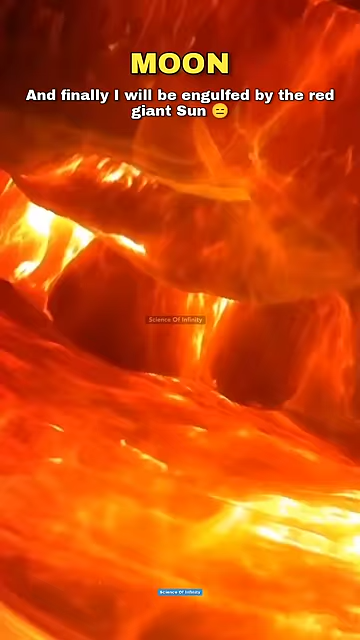 MOON
And finally I will be engulfed by the red
giant Sun 😑
Science Of Infinity
Science Of Infinity